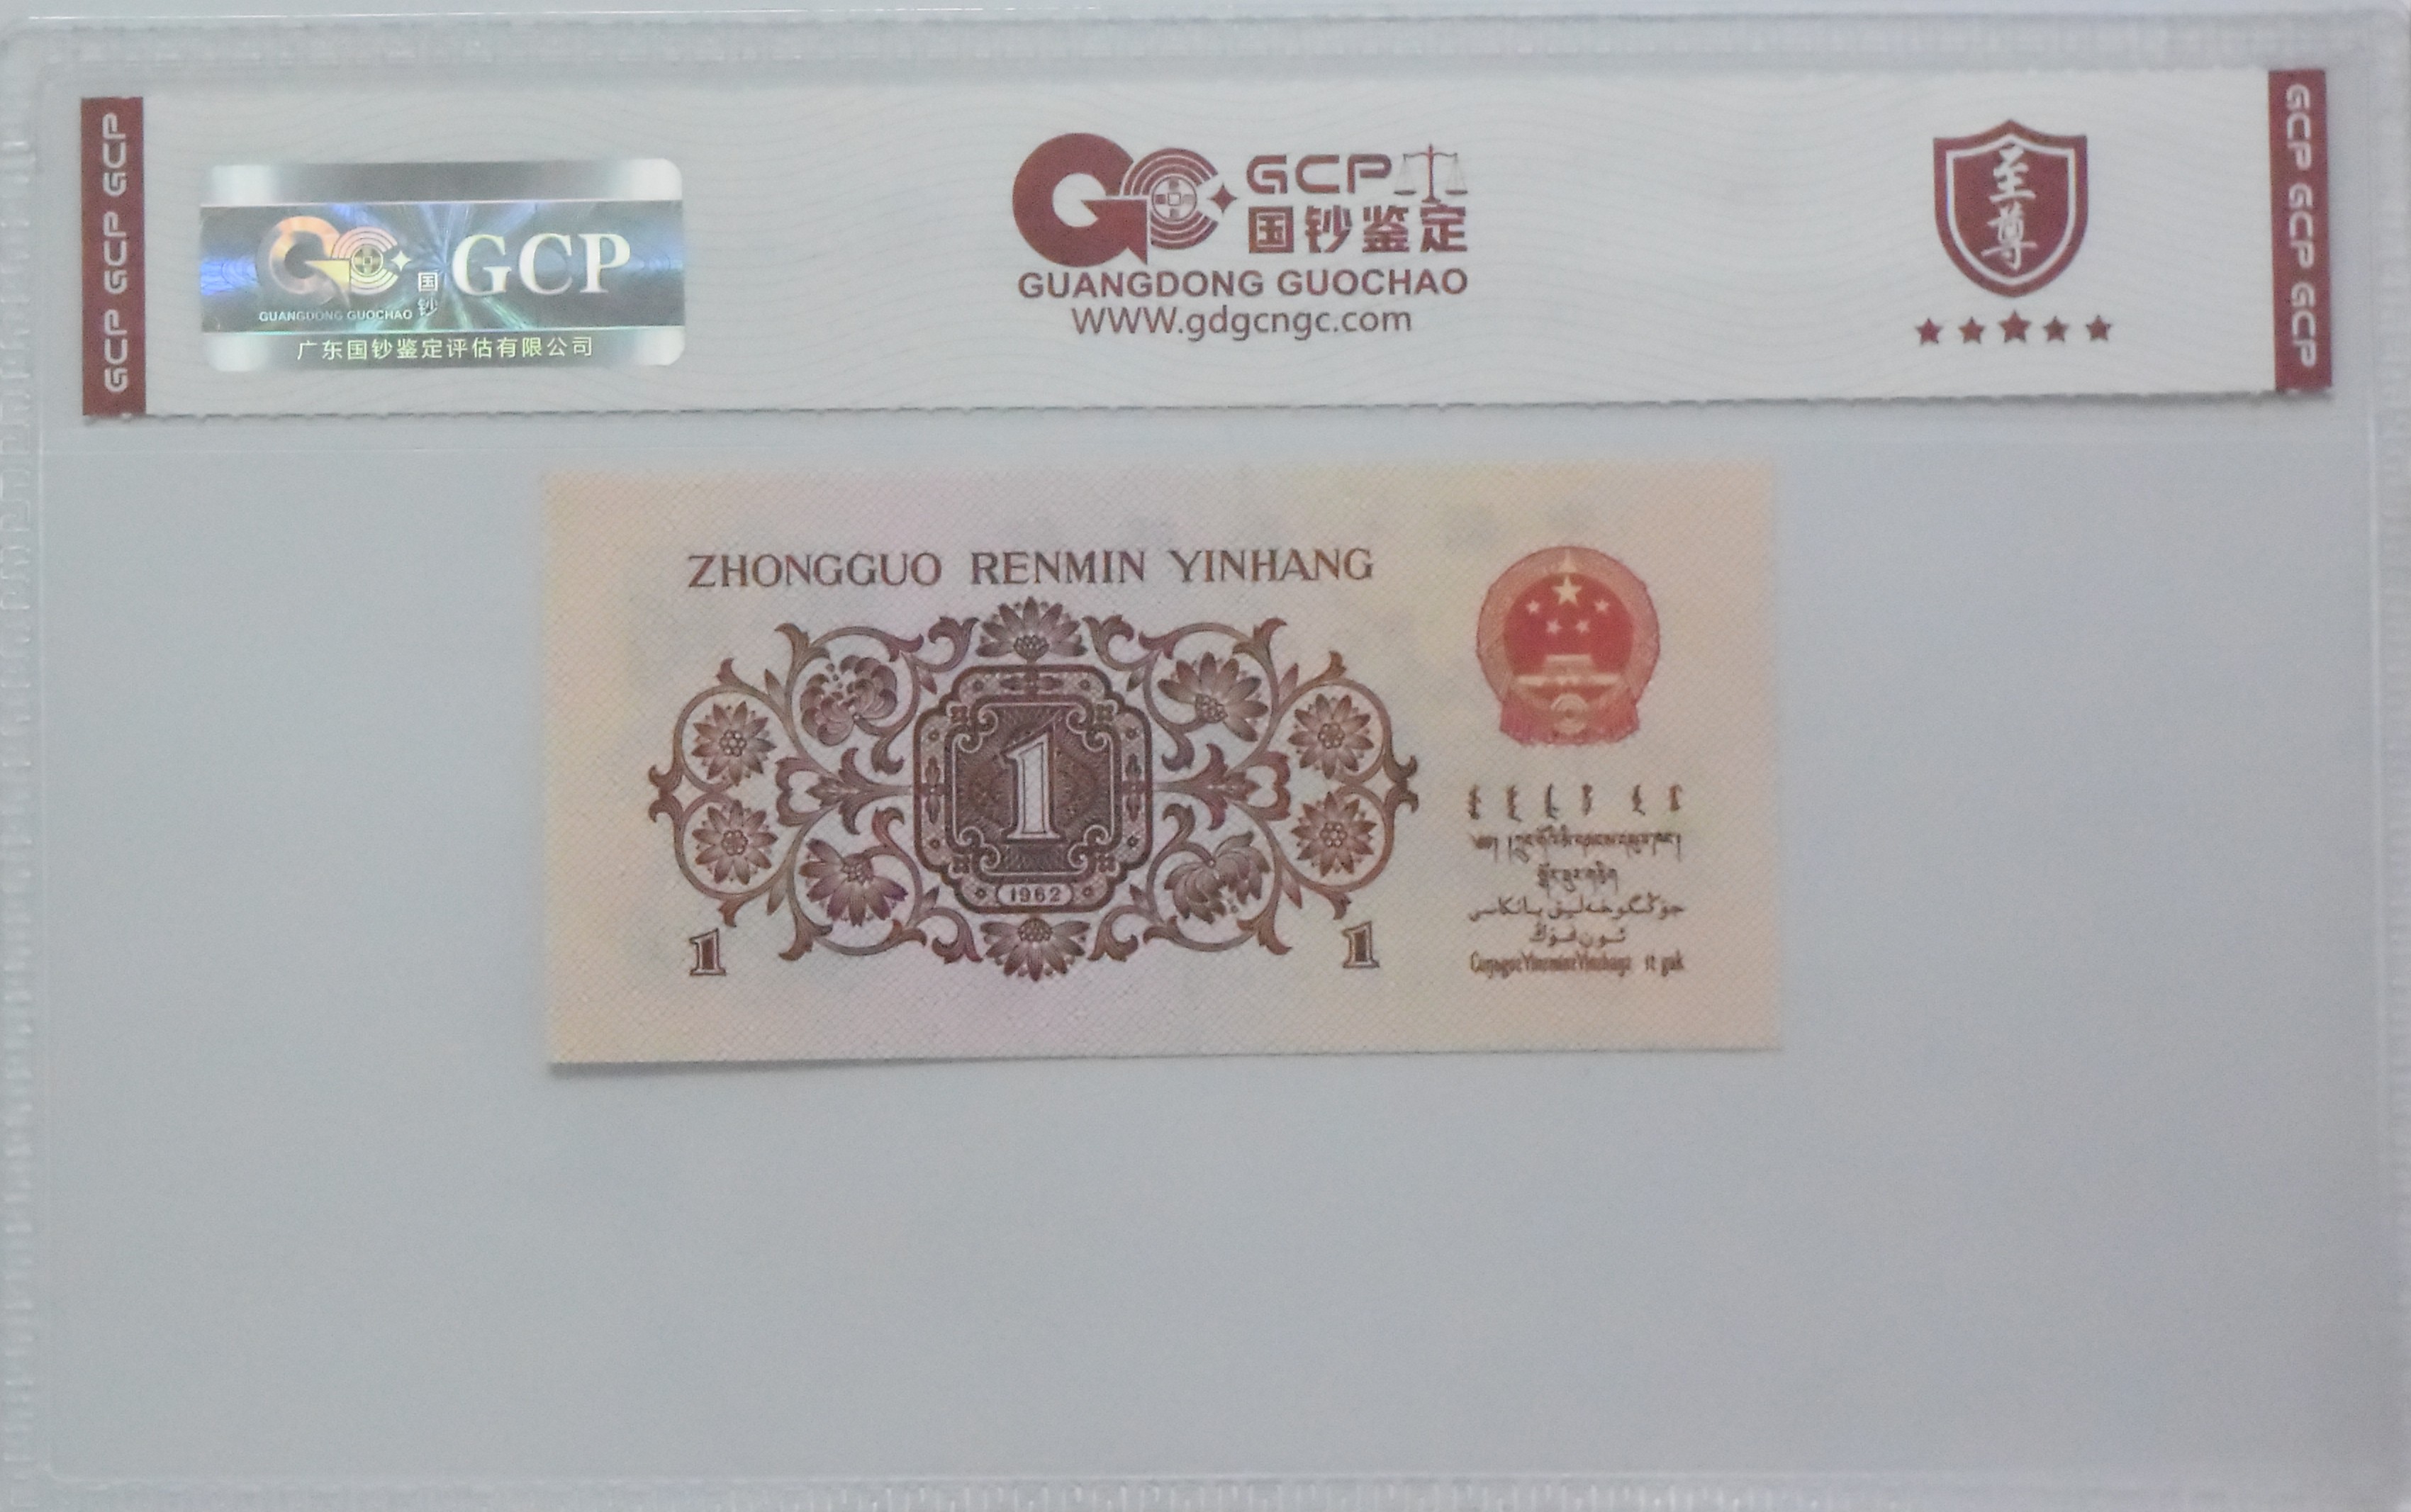 GCP GCP GCP
GCP
国钞
GUANGDONG GUOCHAO
广东国钞鉴定评估有限公司
GCP
国钞鉴定
GUANGDONG GUOCHAO
WWW.gdgcngc.com
至尊
GCP GCP GCP
ZHONGGUO RENMIN YINHANG
1
1962
1
1